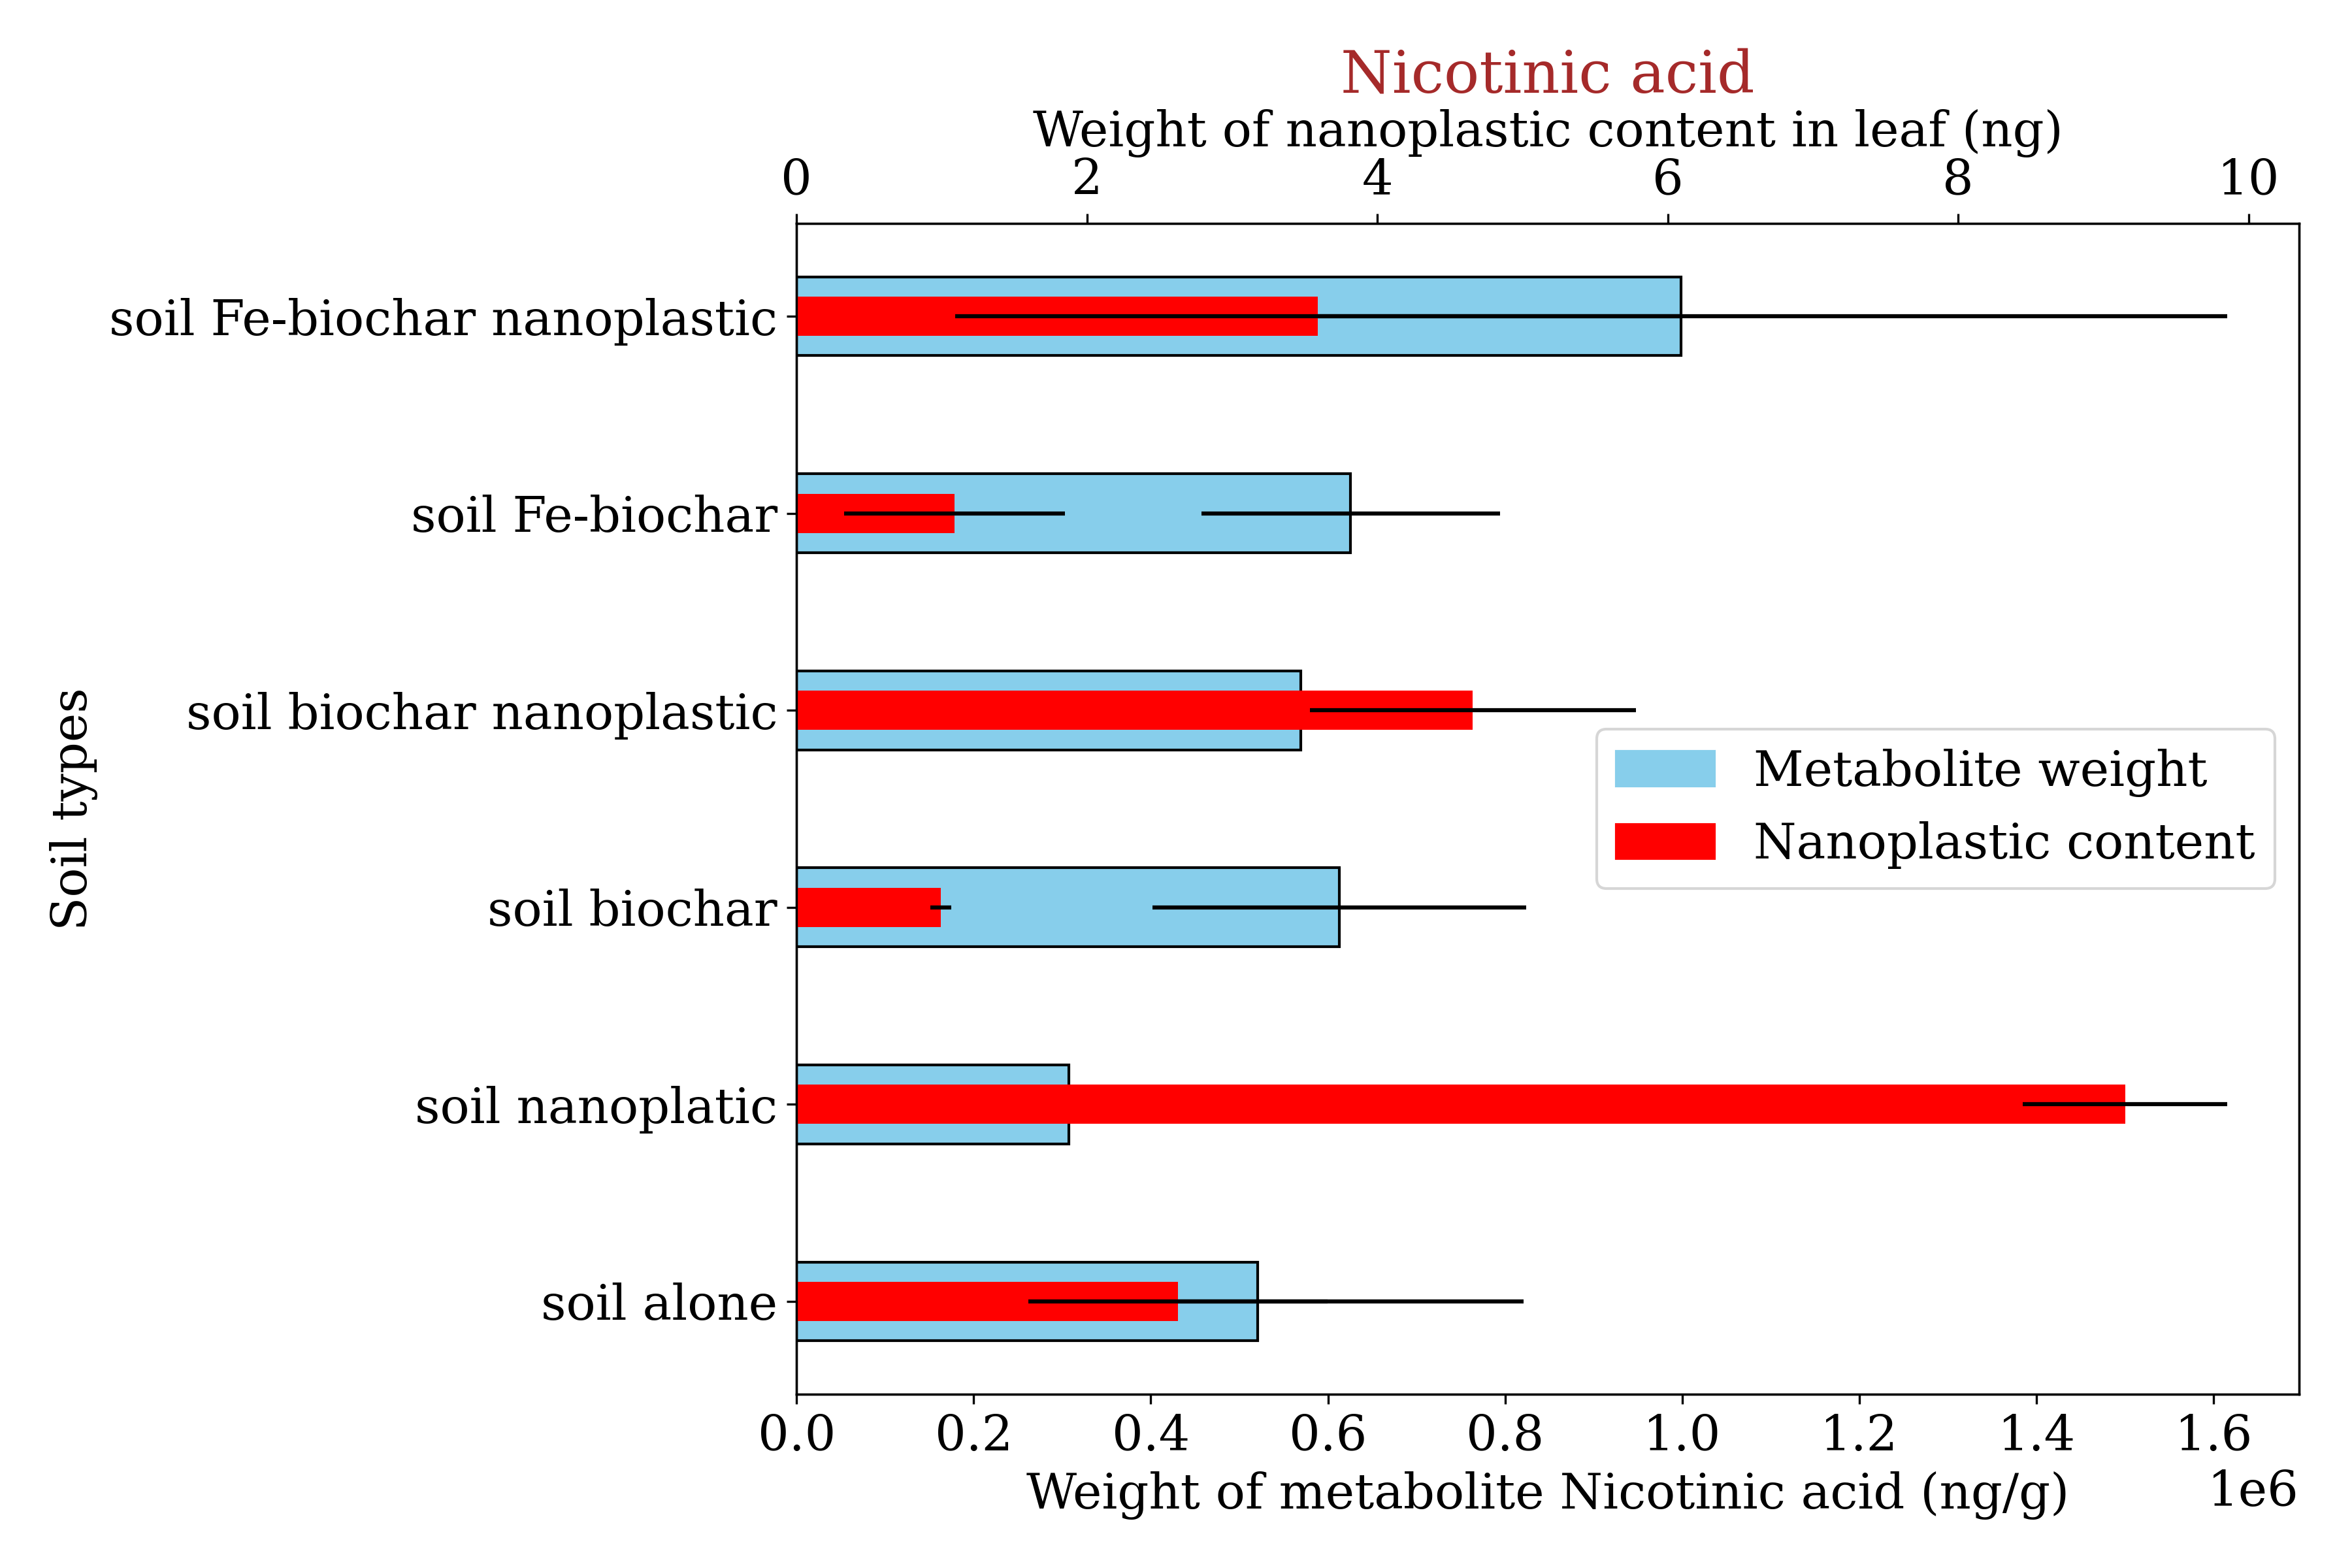 Nicotinic acid
Weight of nanoplastic content in leaf (ng)
0 2 4 6 8 10
soil Fe-biochar nanoplastic
soil Fe-biochar
soil biochar nanoplastic
soil biochar
soil nanoplatic
soil alone
Soil types
Metabolite weight
Nanoplastic content
0.0 0.2 0.4 0.6 0.8 1.0 1.2 1.4 1.6
Weight of metabolite Nicotinic acid (ng/g)
1e6